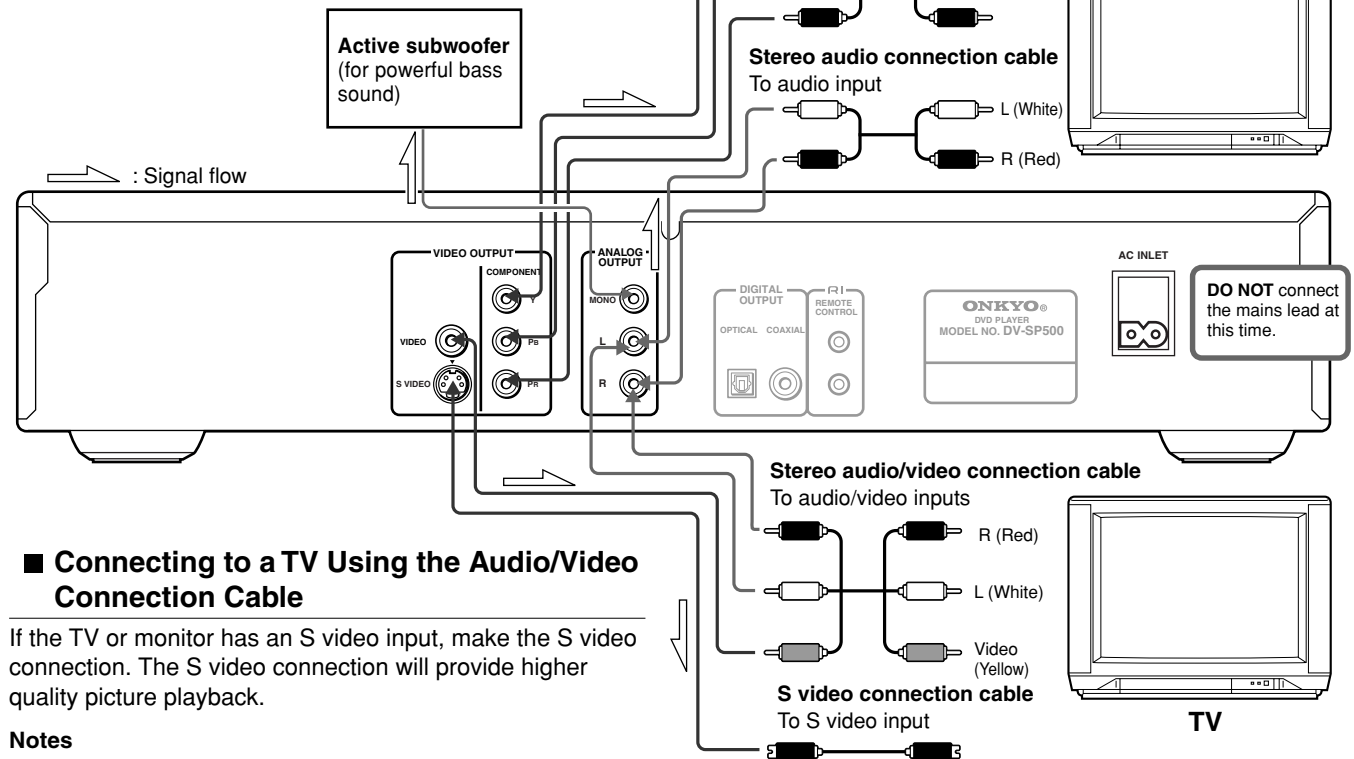 Active subwoofer
(for powerful bass
sound)
Stereo audio connection cable
To audio input
L (White)
R (Red)
: Signal flow
VIDEO OUTPUT
COMPONENT
Y
PB
PR
VIDEO
S VIDEO
ANALOG
OUTPUT
MONO
L
R
DIGITAL
OUTPUT
OPTICAL COAXIAL
RI
REMOTE
CONTROL
ONKYO®
DVD PLAYER
MODEL NO. DV-SP500
AC INLET
DO NOT connect
the mains lead at
this time.
Stereo audio/video connection cable
To audio/video inputs
R (Red)
L (White)
Video
(Yellow)
S video connection cable
To S video input
TV
■ Connecting to a TV Using the Audio/Video
Connection Cable
If the TV or monitor has an S video input, make the S video
connection. The S video connection will provide higher
quality picture playback.
Notes